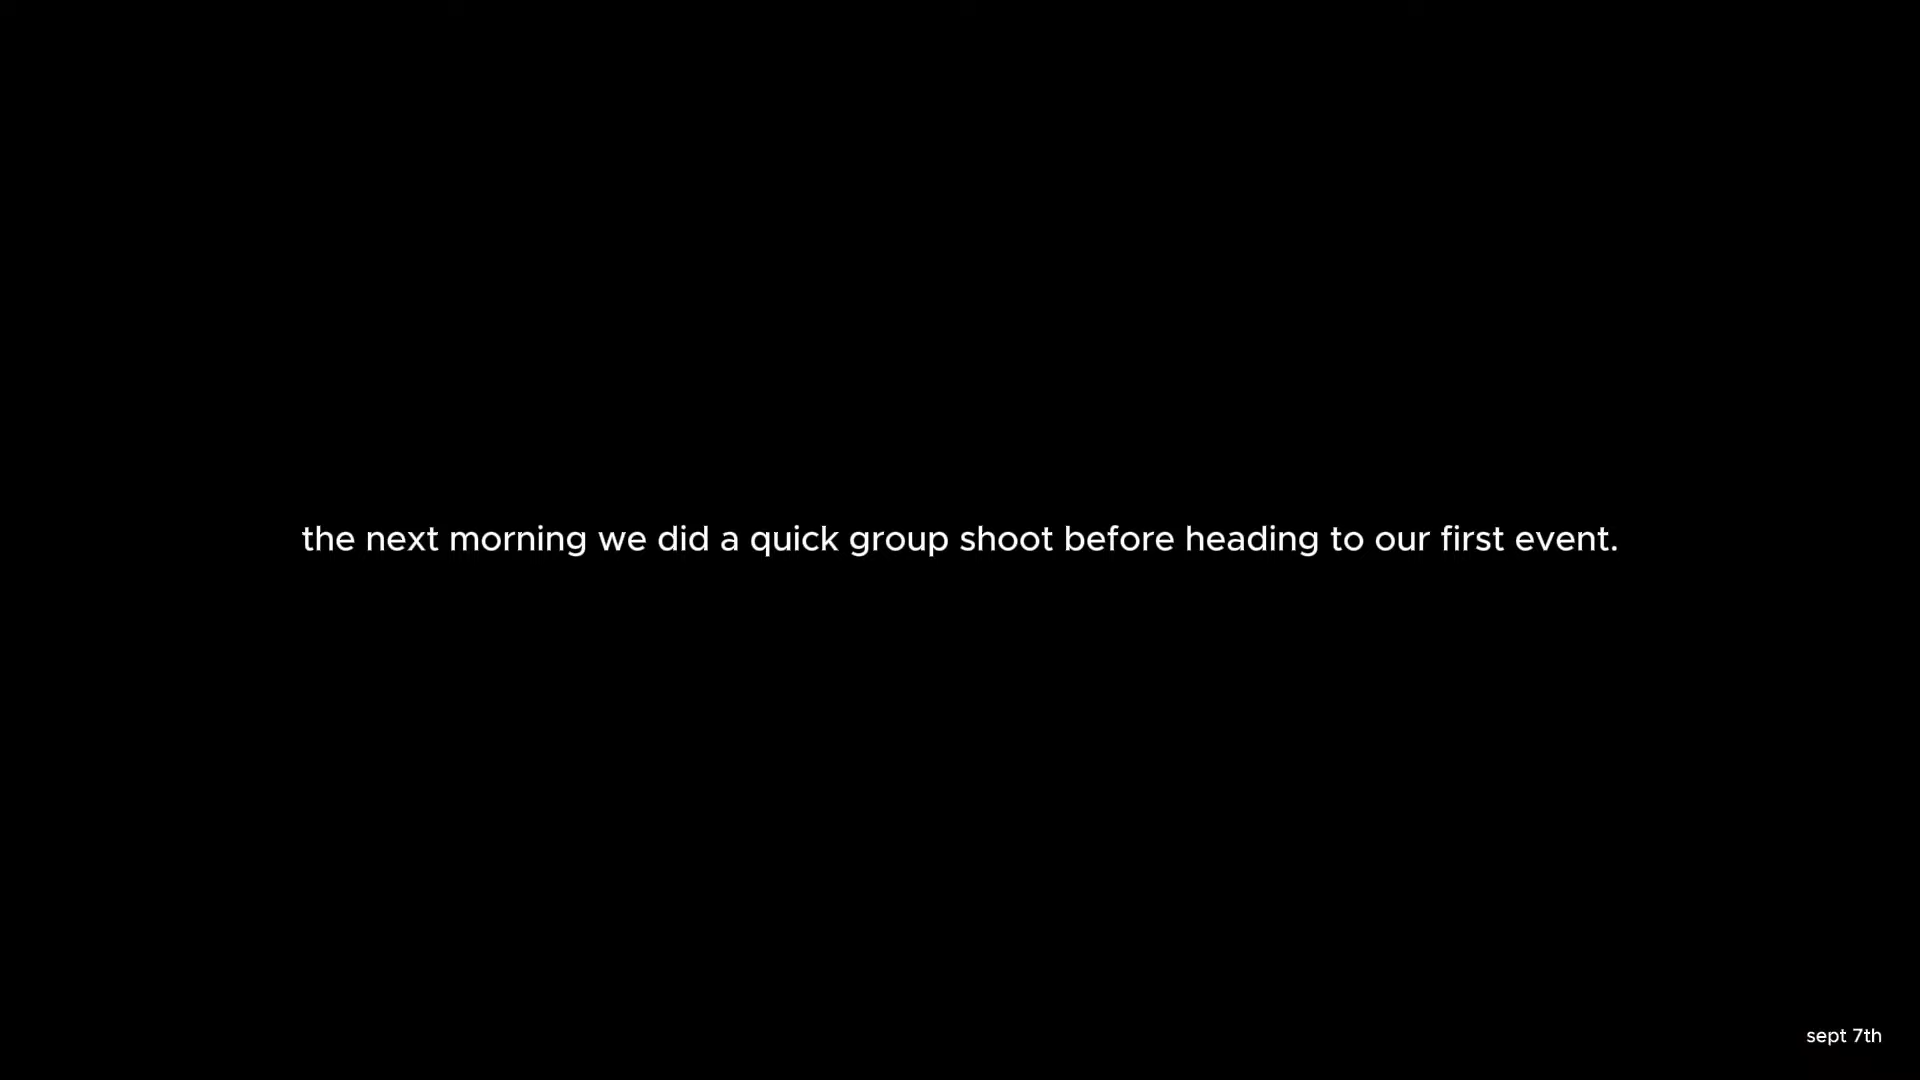 the next morning we did a quick group shoot before heading to our first event.
sept 7th